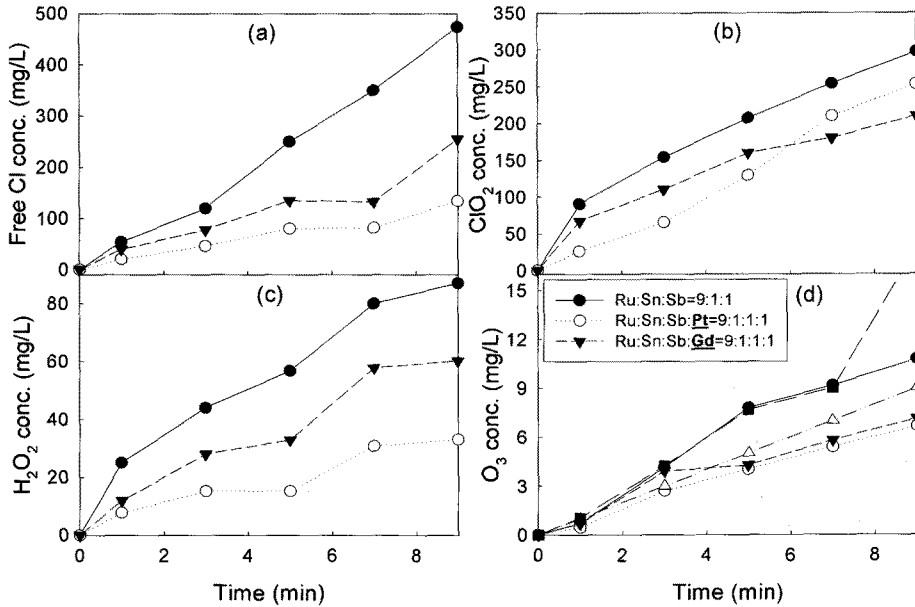 (a)
Free Cl conc. (mg/L)
500
400
300
200
100
0
(b)
ClO2 conc. (mg/L)
350
300
250
200
150
100
50
0
(c)
H2O2 conc. (mg/L)
80
60
40
20
0
0 2 4 6 8
Time (min)
(d)
Ru:Sn:Sb=9:1:1
Ru:Sn:Sb:Pt=9:1:1:1
Ru:Sn:Sb:Gd=9:1:1:1
O3 conc. (mg/L)
15
12
9
6
3
0
0 2 4 6 8
Time (min)